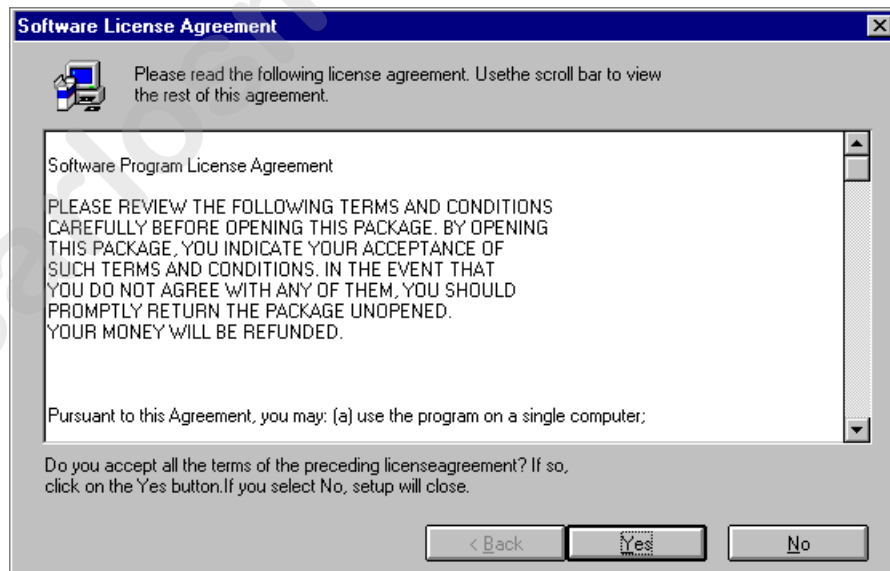 Software License Agreement
Please read the following license agreement. Usethe scroll bar to view
the rest of this agreement.
Software Program License Agreement
PLEASE REVIEW THE FOLLOWING TERMS AND CONDITIONS
CAREFULLY BEFORE OPENING THIS PACKAGE. BY OPENING
THIS PACKAGE, YOU INDICATE YOUR ACCEPTANCE OF
SUCH TERMS AND CONDITIONS. IN THE EVENT THAT
YOU DO NOT AGREE WITH ANY OF THEM, YOU SHOULD
PROMPTLY RETURN THE PACKAGE UNOPENED.
YOUR MONEY WILL BE REFUNDED.
Pursuant to this Agreement, you may: (a) use the program on a single computer;
Do you accept all the terms of the preceding licenseagreement? If so,
click on the Yes button.If you select No, setup will close.
< Back
Yes
No